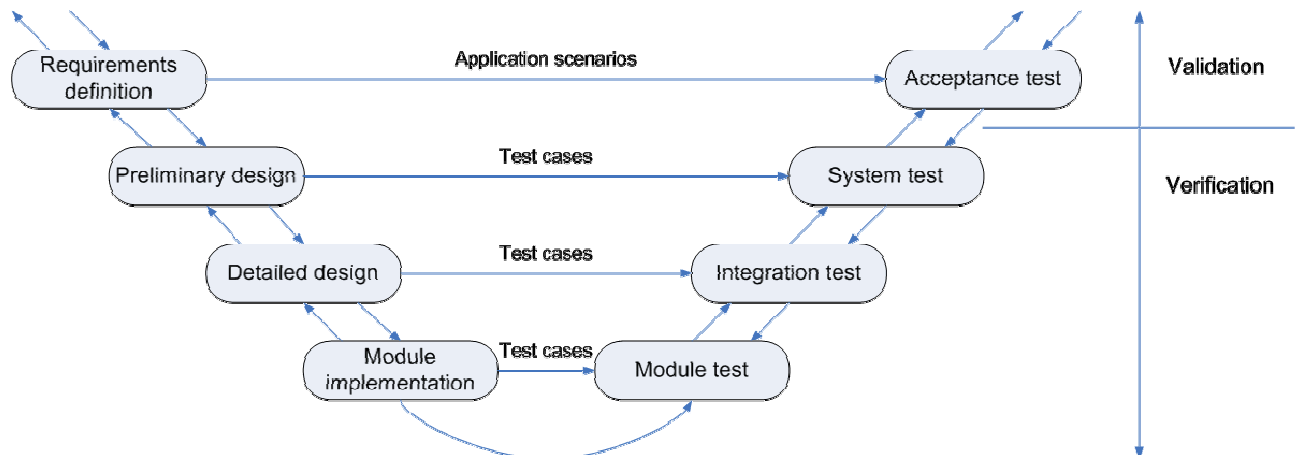 Requirements
definition
Application scenarios
Acceptance test
Validation
Preliminary design
Test cases
System test
Verification
Detailed design
Test cases
Integration test
Module
implementation
Test cases
Module test